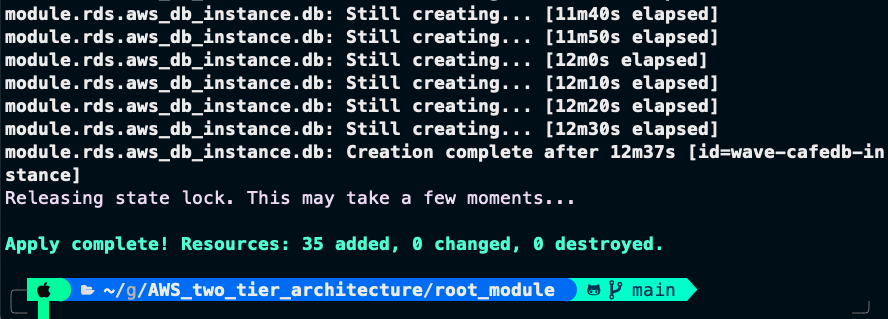 module.rds.aws_db_instance.db: Still creating... [11m40s elapsed]
module.rds.aws_db_instance.db: Still creating... [11m50s elapsed]
module.rds.aws_db_instance.db: Still creating... [12m0s elapsed]
module.rds.aws_db_instance.db: Still creating... [12m10s elapsed]
module.rds.aws_db_instance.db: Still creating... [12m20s elapsed]
module.rds.aws_db_instance.db: Still creating... [12m30s elapsed]
module.rds.aws_db_instance.db: Creation complete after 12m37s [id=wave-cafedb-in
stance]
Releasing state lock. This may take a few moments...
Apply complete! Resources: 35 added, 0 changed, 0 destroyed.
~/g/AWS_two_tier_architecture/root_module main